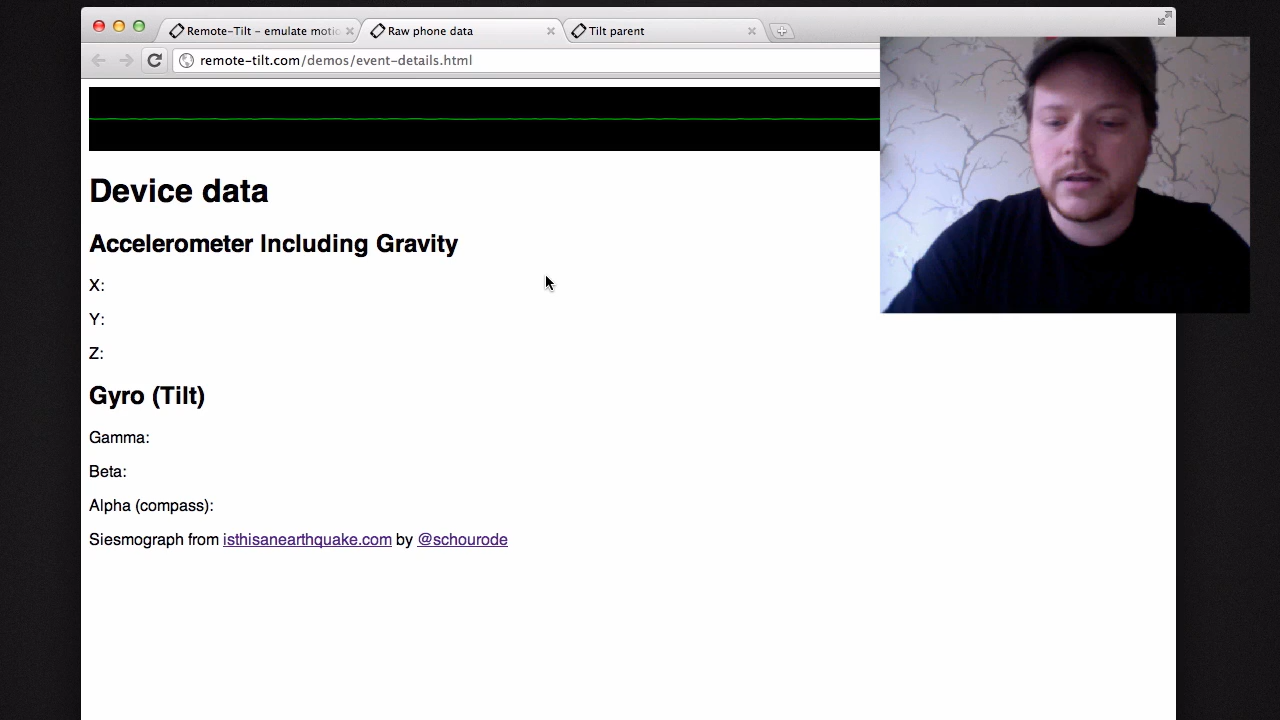 Remote-Tilt - emulate motio
Raw phone data
Tilt parent
remote-tilt.com/demos/event-details.html
Device data
Accelerometer Including Gravity
X:
Y:
Z:
Gyro (Tilt)
Gamma:
Beta:
Alpha (compass):
Siesmograph from isthisanearthquake.com by @schourode